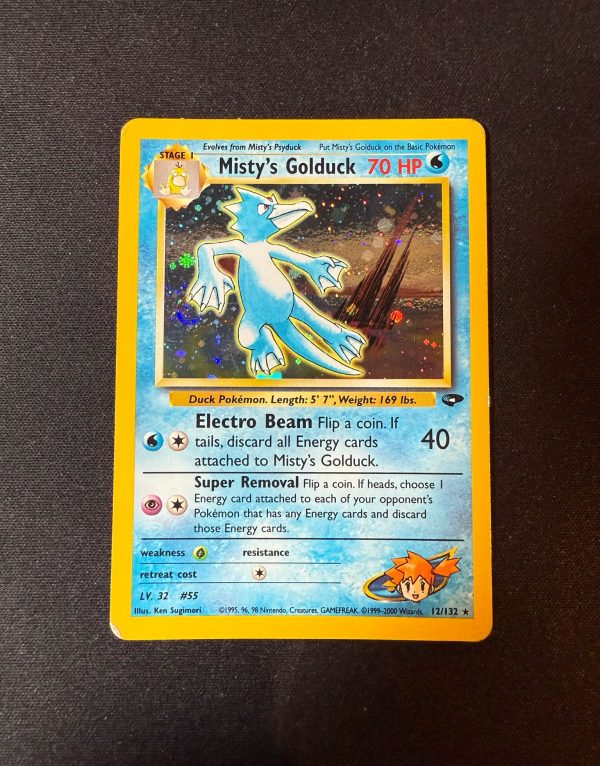 Evolves from Misty's Psyduck Put Misty's Golduck on the Basic Pokémon
STAGE 1
Misty's Golduck 70 HP
Duck Pokémon. Length: 5' 7", Weight: 169 lbs.
Electro Beam Flip a coin. If
tails, discard all Energy cards
attached to Misty's Golduck.
40
Super Removal Flip a coin. If heads, choose 1
Energy card attached to each of your opponent's
Pokémon that has any Energy cards and discard
those Energy cards.
weakness resistance
retreat cost
LV. 32 #55
Illus. Ken Sugimori ©1995, 96, 98 Nintendo, Creatures, GAMEFREAK. ©1999-2000 Wizards. 12/132 ★